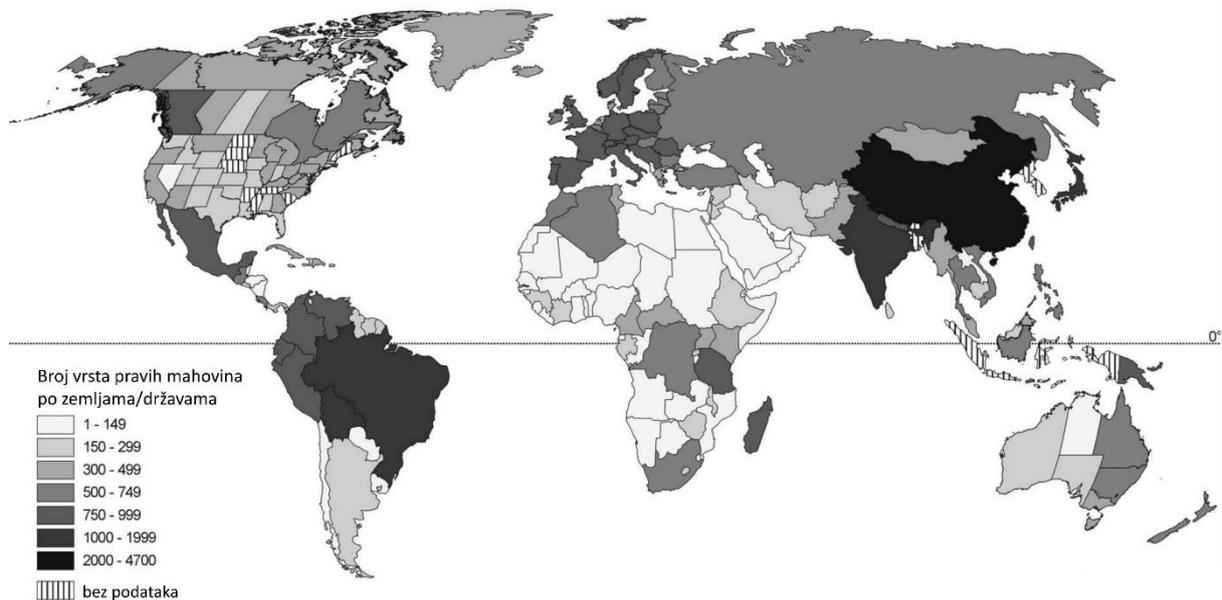 0°
Broj vrsta pravih mahovina
po zemljama/državama
1 - 149
150 - 299
300 - 499
500 - 749
750 - 999
1000 - 1999
2000 - 4700
bez podataka